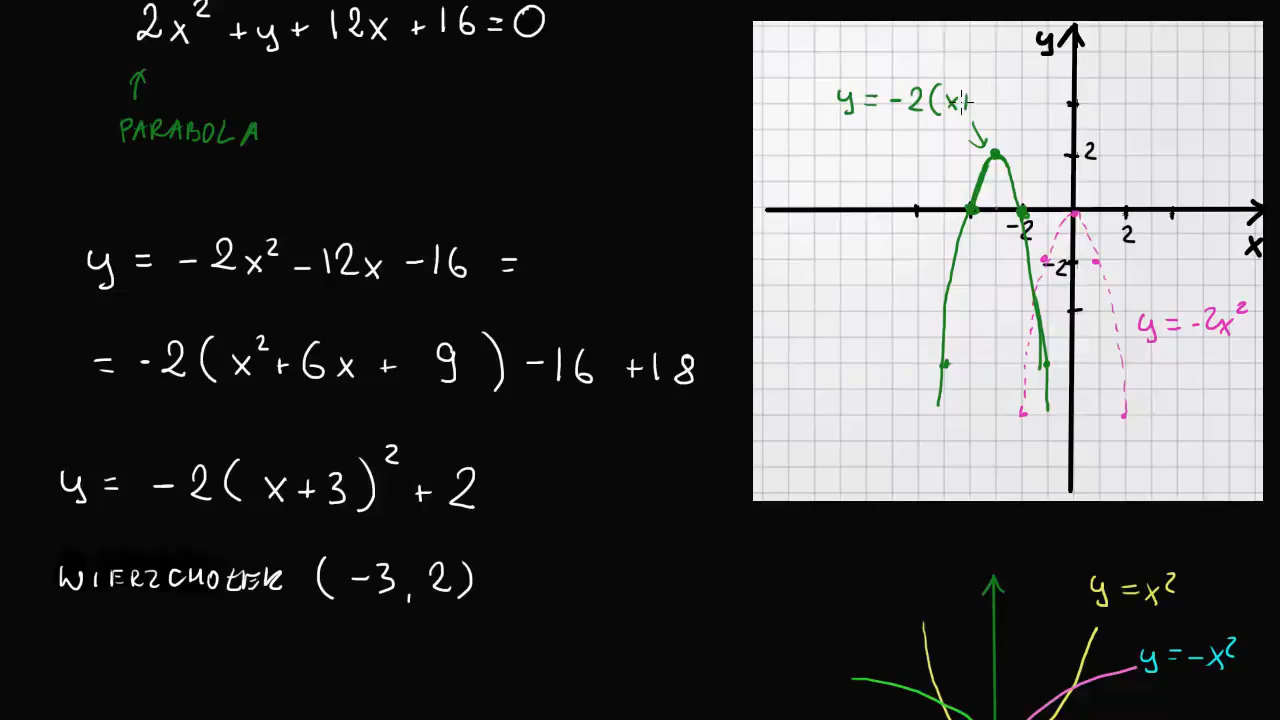 2x² + y + 12x + 16 = 0
PARABOLA
y = -2x² - 12x - 16 =
= -2(x² + 6x + 9) - 16 + 18
y = -2(x + 3)² + 2
WIERZCHOŁEK (-3, 2)
y
y = -2(x+
2
-2
2
x
-2
y = -2x²
y = x²
y = -x²